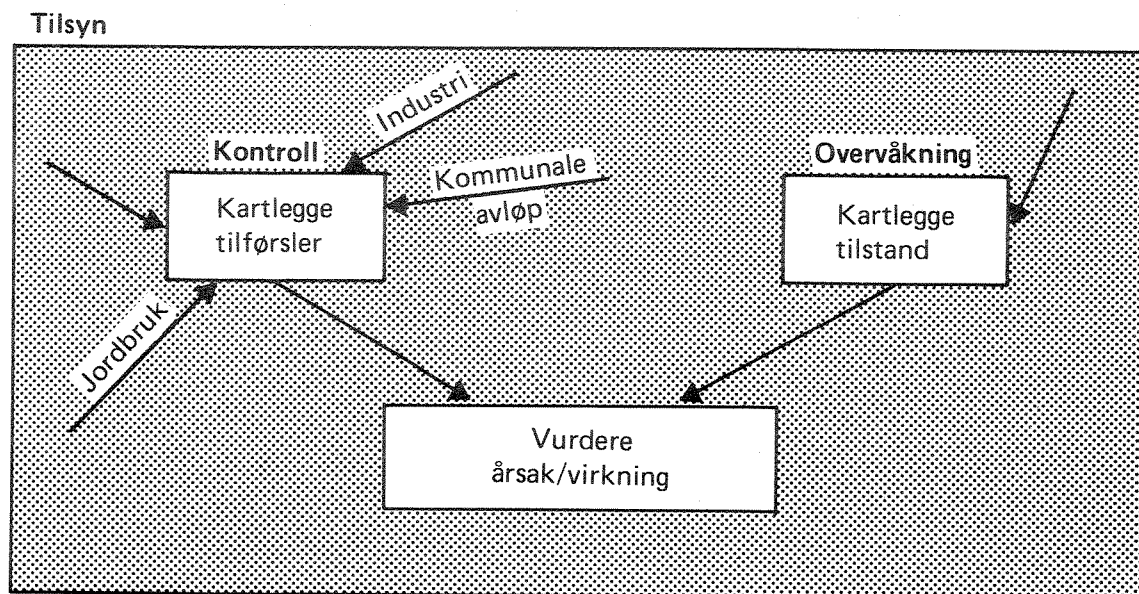 Tilsyn
Industri
Kontroll
Kommunale
avløp
Overvåkning
Kartlegge
tilførsler
Kartlegge
tilstand
Jordbruk
Vurdere
årsak/virkning